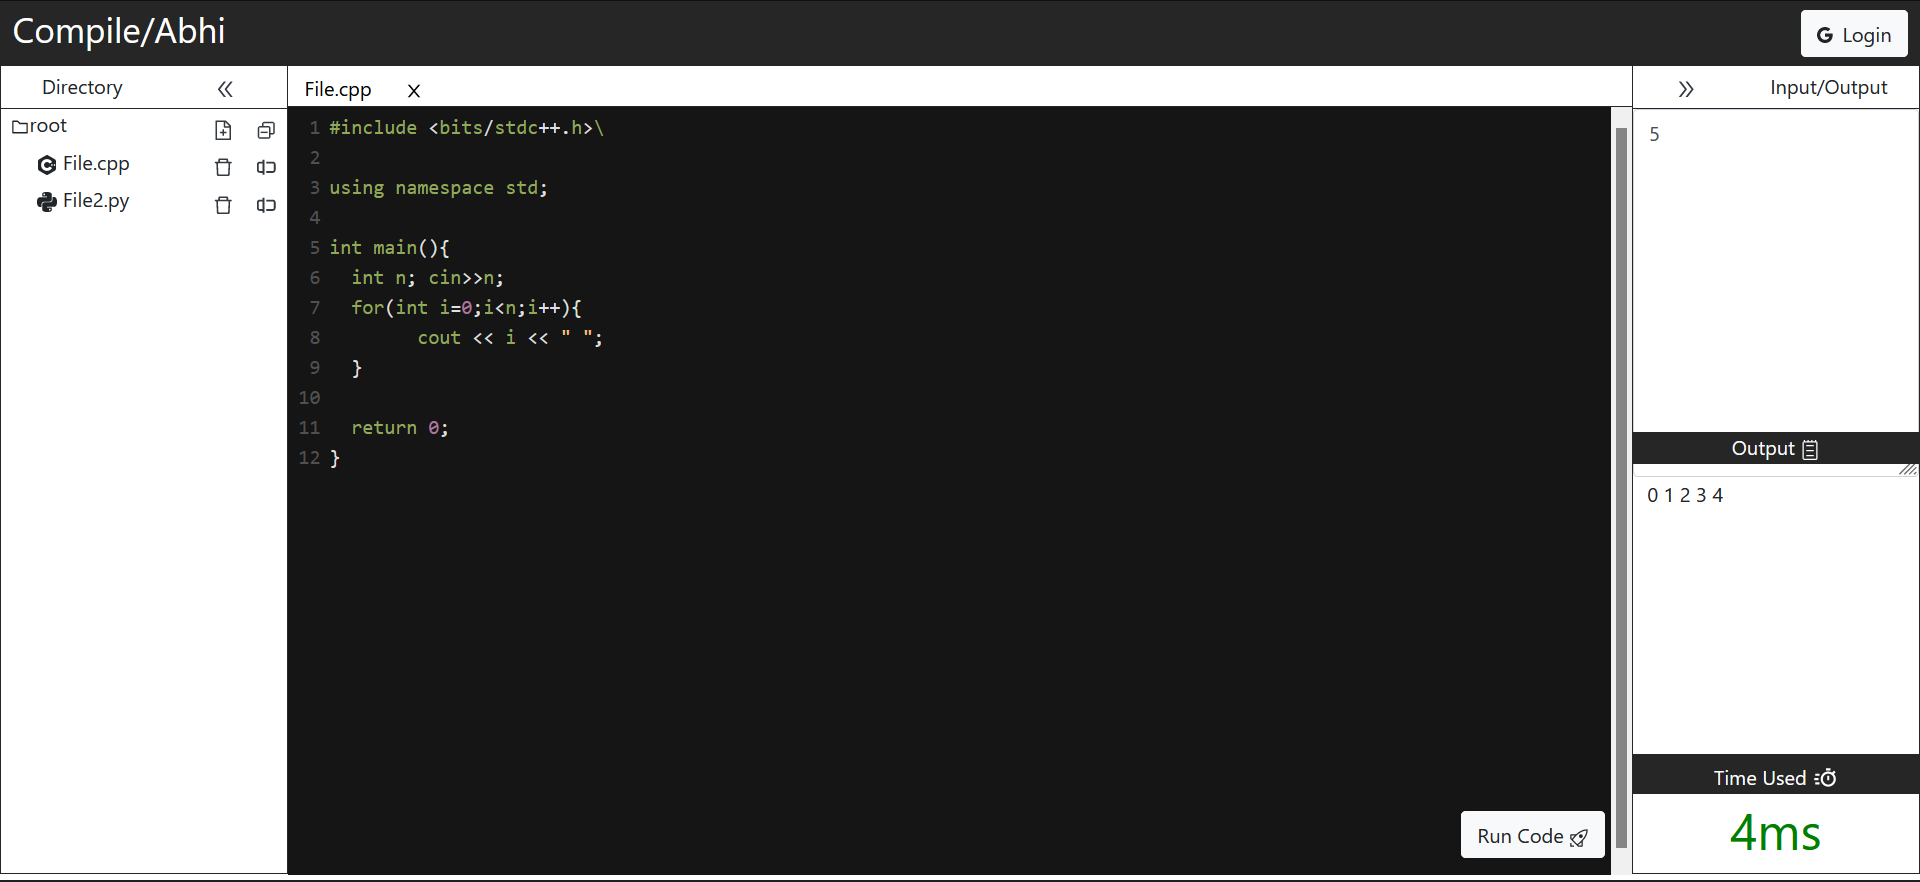 Compile/Abhi
Login
Directory
root
File.cpp
File2.py
File.cpp x
1 #include <bits/stdc++.h>\
2
3 using namespace std;
4
5 int main(){
6   int n; cin>>n;
7   for(int i=0;i<n;i++){
8         cout << i << " ";
9   }
10
11   return 0;
12 }
Run Code
Input/Output
5
Output
0 1 2 3 4
Time Used
4ms